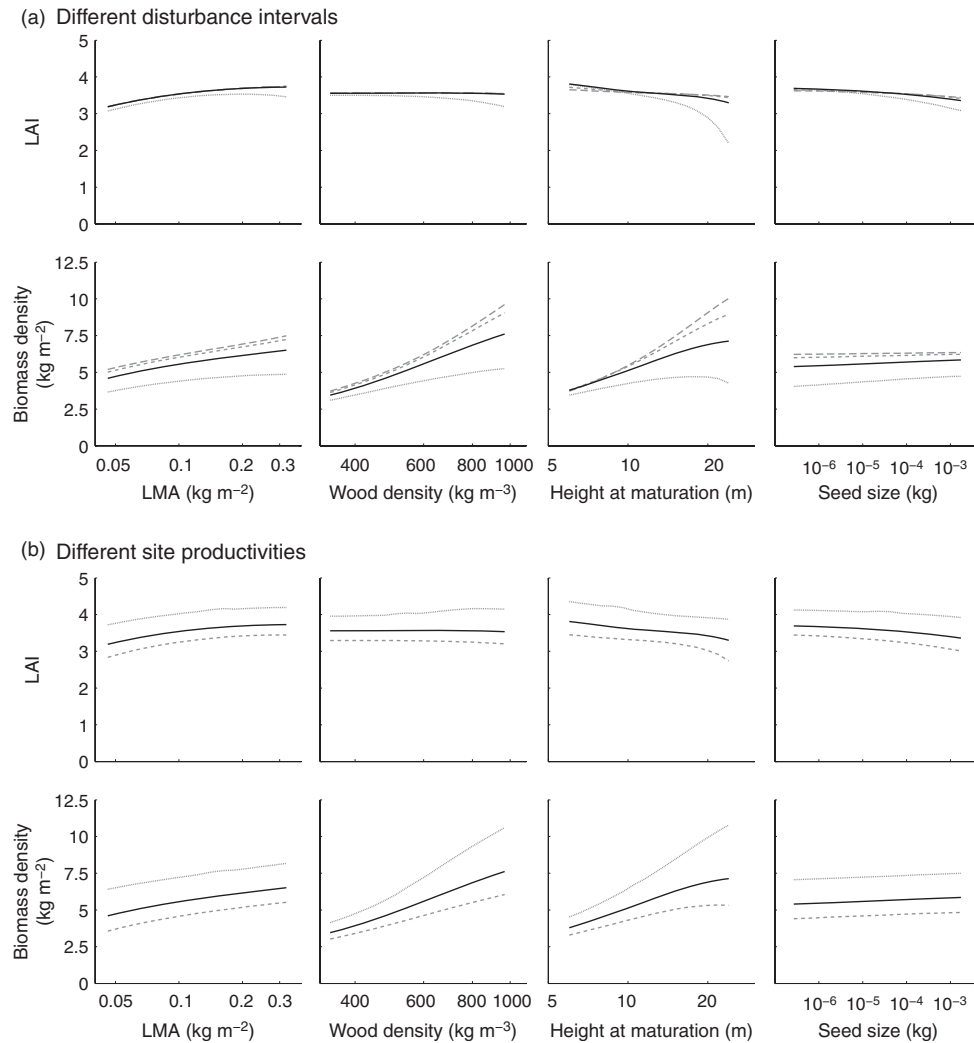 (a) Different disturbance intervals
5
4
3
2
1
0
LAI
12.5
10
7.5
5
2.5
0
Biomass density
(kg m⁻²)
0.05 0.1 0.2 0.3
400 600 800 1000
5 10 20
10⁻⁶ 10⁻⁵ 10⁻⁴ 10⁻³
LMA (kg m⁻²)
Wood density (kg m⁻³)
Height at maturation (m)
Seed size (kg)
(b) Different site productivities
5
4
3
2
1
0
LAI
12.5
10
7.5
5
2.5
0
Biomass density
(kg m⁻²)
0.05 0.1 0.2 0.3
400 600 800 1000
5 10 20
10⁻⁶ 10⁻⁵ 10⁻⁴ 10⁻³
LMA (kg m⁻²)
Wood density (kg m⁻³)
Height at maturation (m)
Seed size (kg)